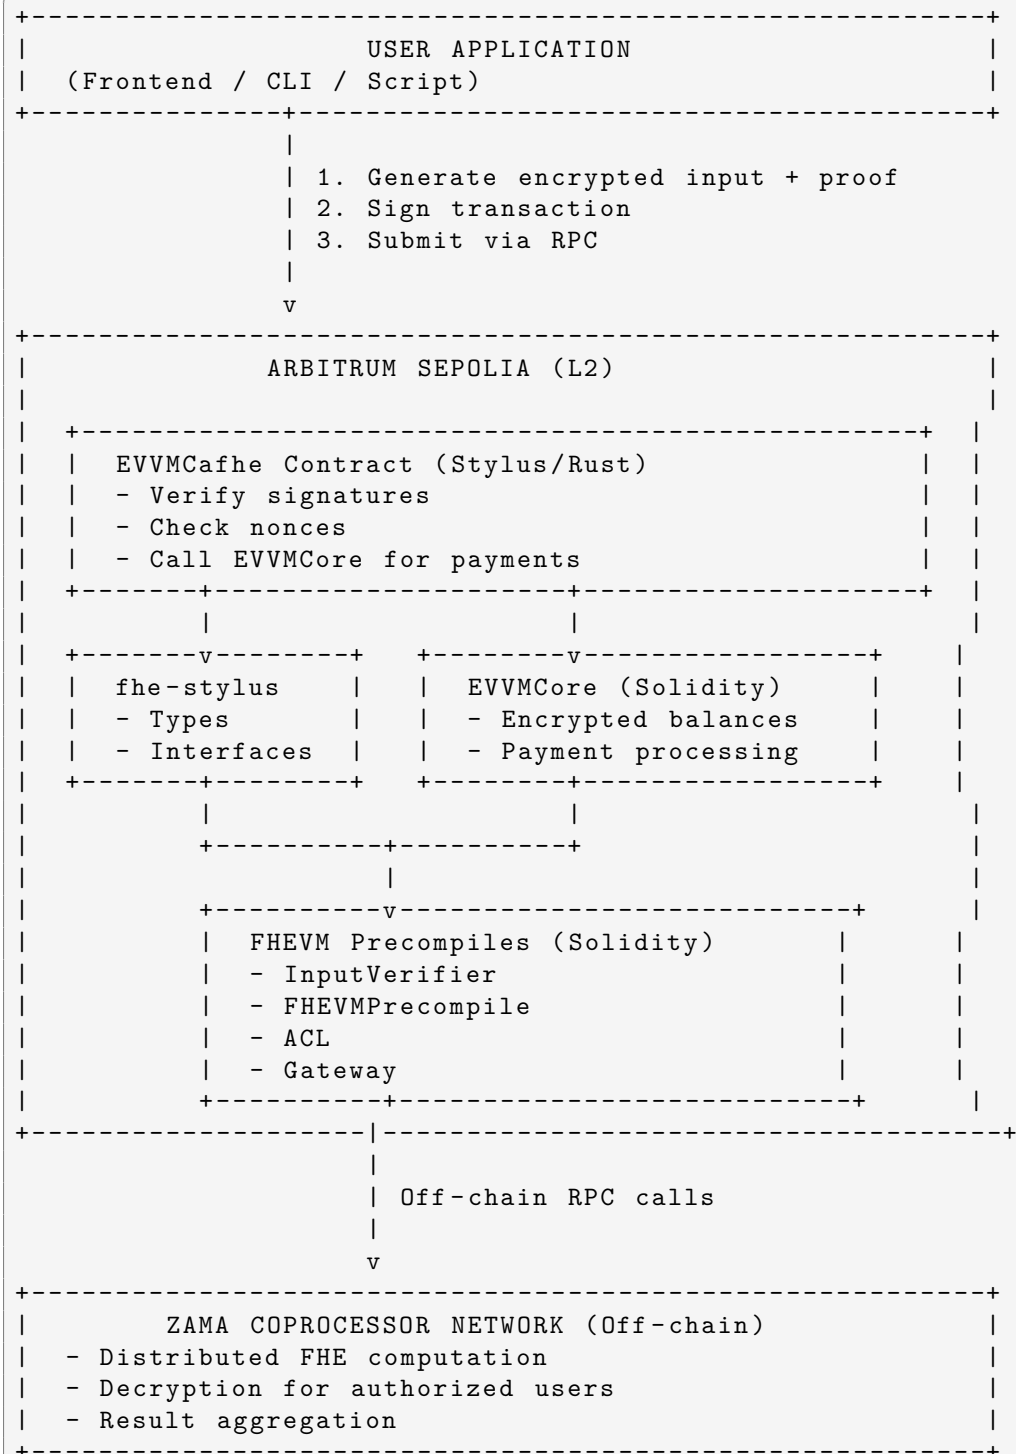 +---------------------------------------------------------+
|                    USER APPLICATION                     |
|  (Frontend / CLI / Script)                              |
+---------------+-----------------------------------------+
                |
                | 1. Generate encrypted input + proof
                | 2. Sign transaction
                | 3. Submit via RPC
                |
                v
+---------------------------------------------------------+
|              ARBITRUM SEPOLIA (L2)                      |
|                                                         |
|  +--------------------------------------------------+  |
|  |  EVVMCafhe Contract (Stylus/Rust)                |  |
|  |  - Verify signatures                             |  |
|  |  - Check nonces                                  |  |
|  |  - Call EVVMCore for payments                    |  |
|  +-------+---------------------+--------------------+  |
|          |                     |                       |
|  +-------v--------+   +--------v-----------------+    |
|  |  fhe-stylus    |   |  EVVMCore (Solidity)     |    |
|  |  - Types       |   |  - Encrypted balances    |    |
|  |  - Interfaces  |   |  - Payment processing    |    |
|  +-------+--------+   +--------+-----------------+    |
|          |                     |                       |
|          +----------+----------+                       |
|                     |                                  |
|          +----------v---------------------------+      |
|          |  FHEVM Precompiles (Solidity)       |      |
|          |  - InputVerifier                    |      |
|          |  - FHEVMPrecompile                  |      |
|          |  - ACL                              |      |
|          |  - Gateway                          |      |
|          +----------+---------------------------+      |
+--------------------|-------------------------------------+
                     |
                     | Off-chain RPC calls
                     |
                     v
+---------------------------------------------------------+
|        ZAMA COPROCESSOR NETWORK (Off-chain)             |
|  - Distributed FHE computation                          |
|  - Decryption for authorized users                      |
|  - Result aggregation                                   |
+---------------------------------------------------------+